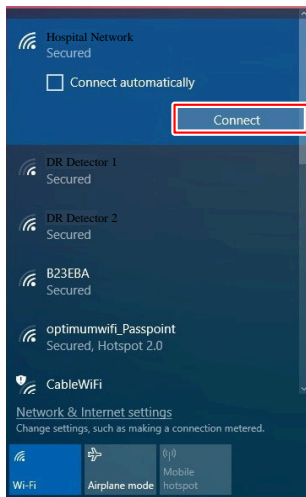 Hospital Network
Secured
Connect automatically
Connect
DR Detector 1
Secured
DR Detector 2
Secured
B23EBA
Secured
optimumwifi_Passpoint
Secured, Hotspot 2.0
CableWiFi
Network & Internet settings
Change settings, such as making a connection metered.
Wi-Fi
Airplane mode
Mobile
hotspot